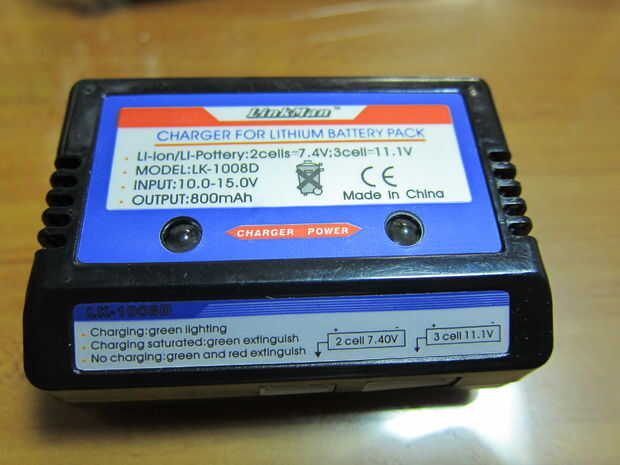 LinkMan™
CHARGER FOR LITHIUM BATTERY PACK
• LI-Ion/LI-Pottery:2cells=7.4V;3cell=11.1V
• MODEL:LK-1008D
• INPUT:10.0-15.0V
• OUTPUT:800mAh
CE
Made in China
CHARGER POWER
LK-1008D
• Charging:green lighting
• Charging saturated:green extinguish
• No charging:green and red extinguish
+ -
2 cell 7.40V
+ -
3 cell 11.1V